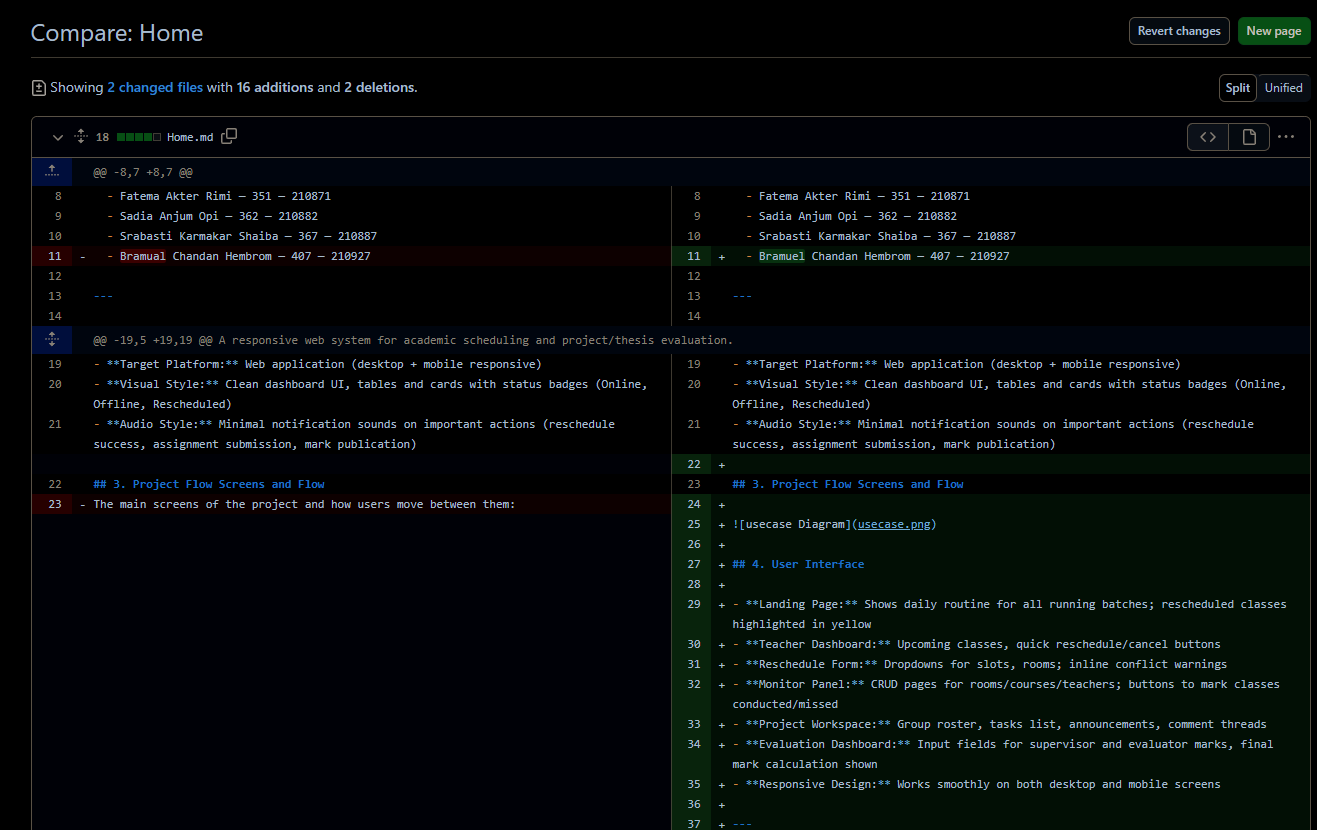 Compare: Home
Revert changes
New page
Showing 2 changed files with 16 additions and 2 deletions.
Split
Unified
18 Home.md
@@ -8,7 +8,7 @@
8 - Fatema Akter Rimi – 351 – 210871
9 - Sadia Anjum Opi – 362 – 210882
10 - Srabasti Karmakar Shaiba – 367 – 210887
11 - - Bramual Chandan Hembrom – 407 – 210927
12
13 ---
14
8 - Fatema Akter Rimi – 351 – 210871
9 - Sadia Anjum Opi – 362 – 210882
10 - Srabasti Karmakar Shaiba – 367 – 210887
11 + - Bramuel Chandan Hembrom – 407 – 210927
12
13 ---
14
@@ -19,5 +19,19 @@ A responsive web system for academic scheduling and project/thesis evaluation.
19 - **Target Platform:** Web application (desktop + mobile responsive)
20 - **Visual Style:** Clean dashboard UI, tables and cards with status badges (Online,
Offline, Rescheduled)
21 - **Audio Style:** Minimal notification sounds on important actions (reschedule
success, assignment submission, mark publication)
22 ## 3. Project Flow Screens and Flow
23 - The main screens of the project and how users move between them:
19 - **Target Platform:** Web application (desktop + mobile responsive)
20 - **Visual Style:** Clean dashboard UI, tables and cards with status badges (Online,
Offline, Rescheduled)
21 - **Audio Style:** Minimal notification sounds on important actions (reschedule
success, assignment submission, mark publication)
22 +
23 ## 3. Project Flow Screens and Flow
24 +
25 + ![usecase Diagram](usecase.png)
26 +
27 + ## 4. User Interface
28 +
29 + - **Landing Page:** Shows daily routine for all running batches; rescheduled classes
highlighted in yellow
30 + - **Teacher Dashboard:** Upcoming classes, quick reschedule/cancel buttons
31 + - **Reschedule Form:** Dropdowns for slots, rooms; inline conflict warnings
32 + - **Monitor Panel:** CRUD pages for rooms/courses/teachers; buttons to mark classes
conducted/missed
33 + - **Project Workspace:** Group roster, tasks list, announcements, comment threads
34 + - **Evaluation Dashboard:** Input fields for supervisor and evaluator marks, final
mark calculation shown
35 + - **Responsive Design:** Works smoothly on both desktop and mobile screens
36 +
37 + ---